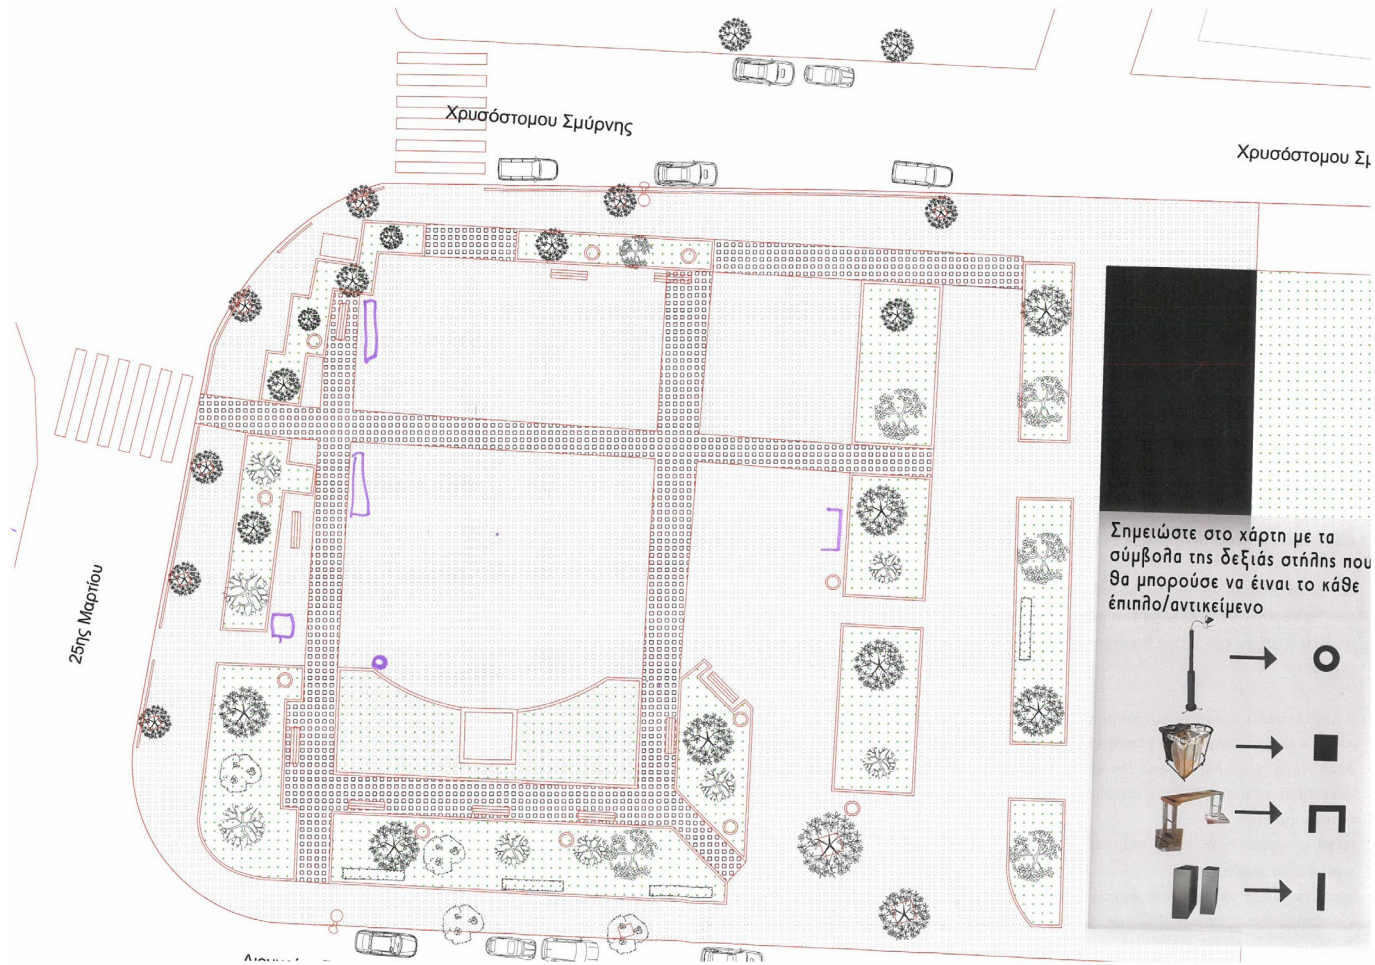 Χρυσόστομου Σμύρνης
Χρυσόστομου
25ης Μαρτίου
Σημειώστε στο χάρτη με τα
σύμβολα της δεξιάς στήλης που
θα μπορούσε να έιναι το κάθε
έπιπλο/αντικείμενο